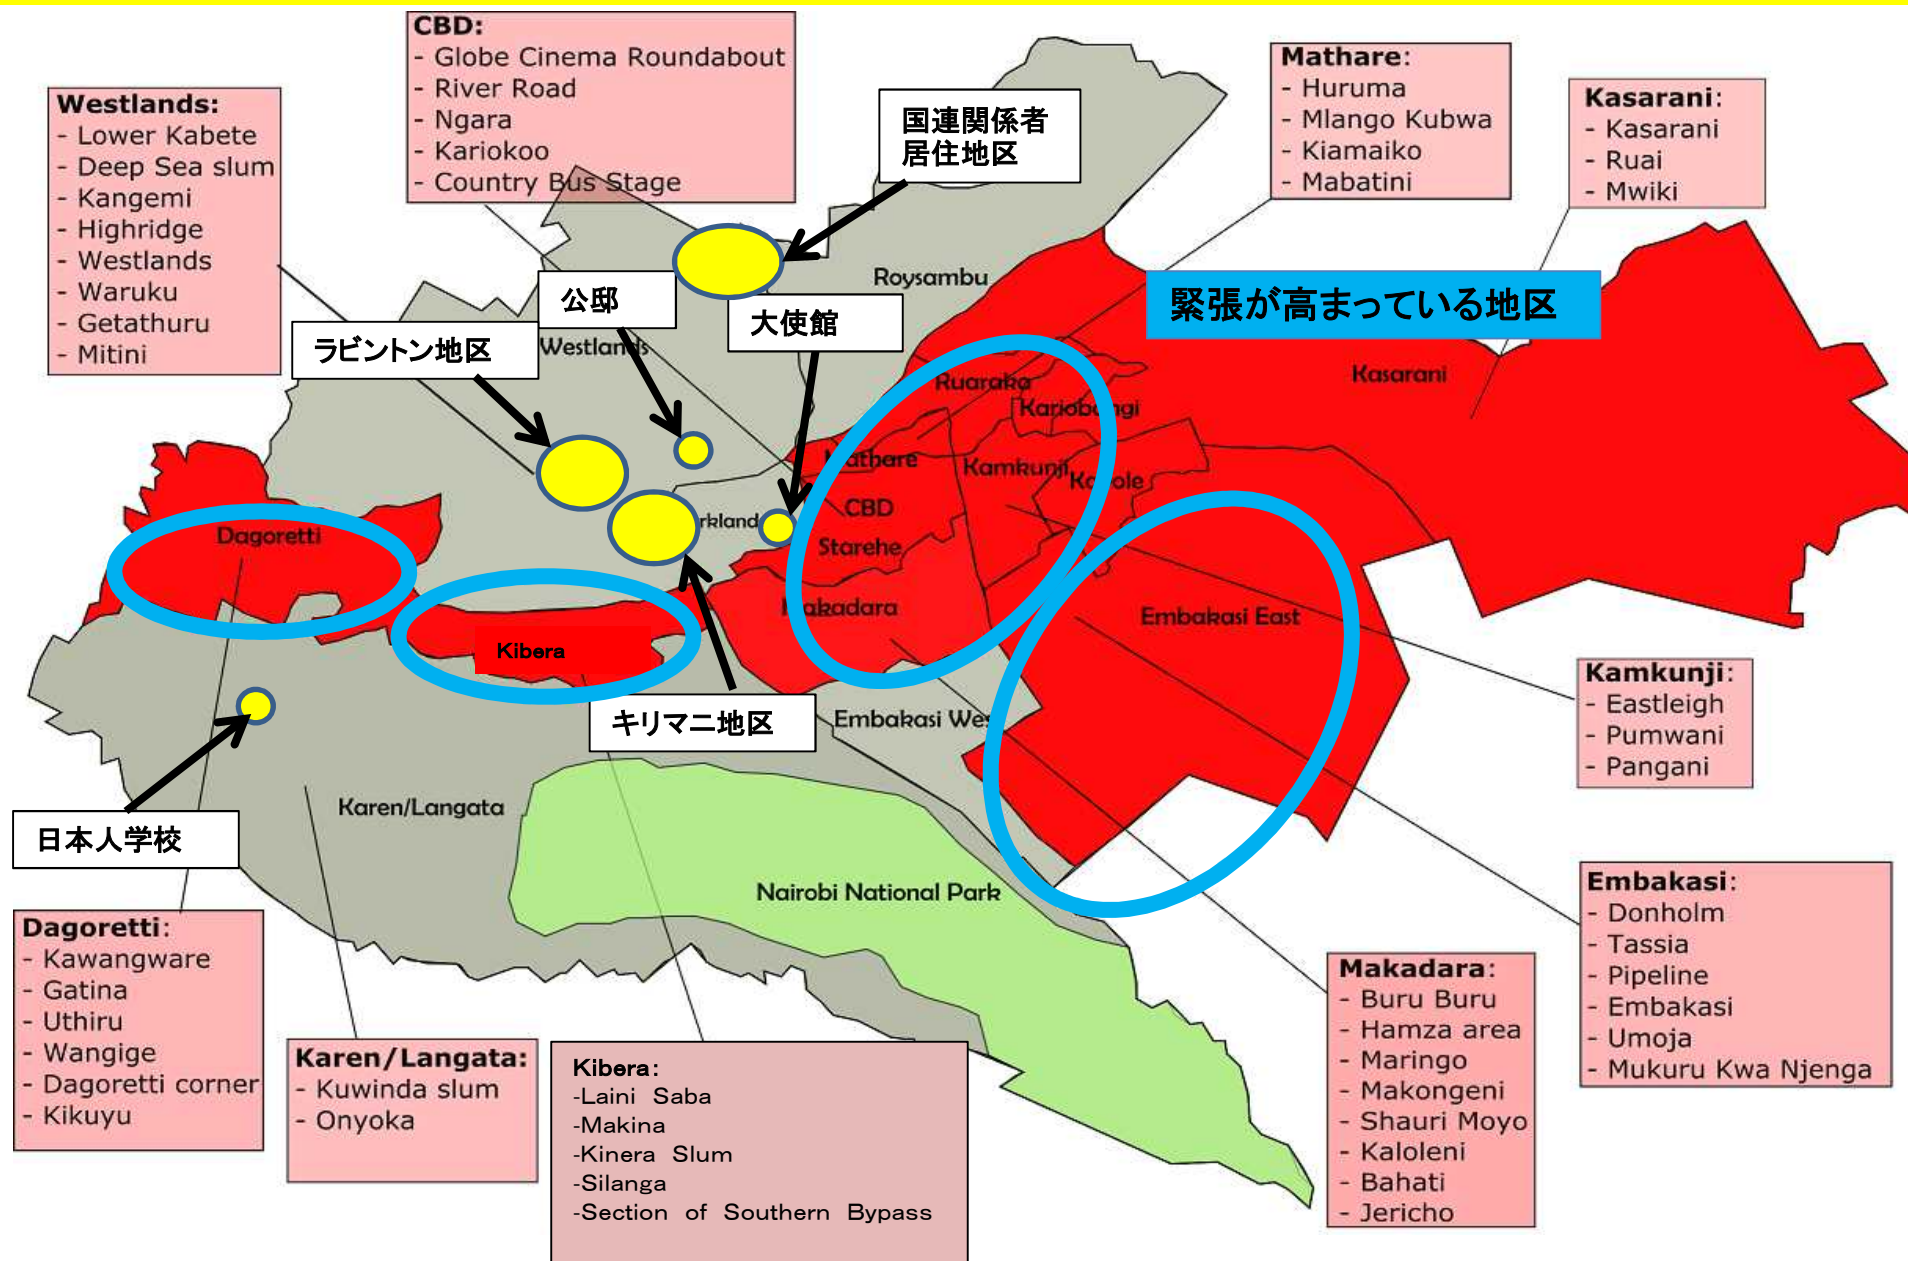 CBD:
- Globe Cinema Roundabout
- River Road
- Ngara
- Kariokoo
- Country Bus Stage
Westlands:
- Lower Kabete
- Deep Sea slum
- Kangemi
- Highridge
- Westlands
- Waruku
- Getathuru
- Mitini
国連関係者
居住地区
Mathare:
- Huruma
- Mlango Kubwa
- Kiamaiko
- Mabatini
Kasarani:
- Kasarani
- Ruai
- Mwiki
Roysambu
緊張が高まっている地区
公邸
大使館
ラビントン地区
Westlands
Kasarani
Ruaraka
Kariobangi
Mathare
Kamkunji
CBD
Starehe
rkland
Dagoretti
Makadara
Embakasi East
Kibera
キリマニ地区
Embakasi Wes
Kamkunji:
- Eastleigh
- Pumwani
- Pangani
Karen/Langata
日本人学校
Nairobi National Park
Embakasi:
- Donholm
- Tassia
- Pipeline
- Embakasi
- Umoja
- Mukuru Kwa Njenga
Dagoretti:
- Kawangware
- Gatina
- Uthiru
- Wangige
- Dagoretti corner
- Kikuyu
Karen/Langata:
- Kuwinda slum
- Onyoka
Kibera:
-Laini Saba
-Makina
-Kinera Slum
-Silanga
-Section of Southern Bypass
Makadara:
- Buru Buru
- Hamza area
- Maringo
- Makongeni
- Shauri Moyo
- Kaloleni
- Bahati
- Jericho